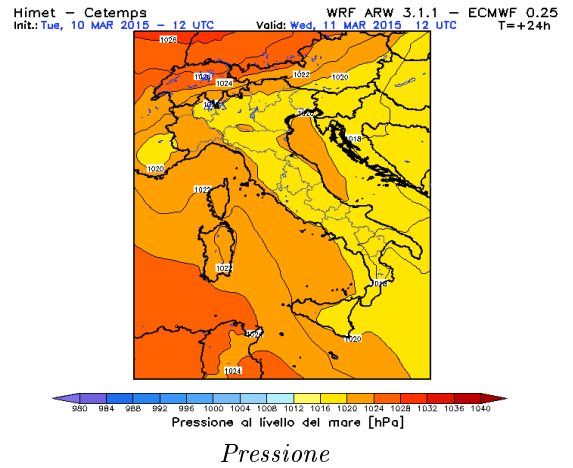 Himet – Cetemps WRF ARW 3.1.1 – ECMWF 0.25
Init.: Tue, 10 MAR 2015 – 12 UTC Valid: Wed, 11 MAR 2015 12 UTC T=+24h
1026
1024
1022
1020
1018
1020
1022
1022
1018
1020
1024
980 984 988 992 996 1000 1004 1008 1012 1016 1020 1024 1028 1032 1036 1040
Pressione al livello del mare [hPa]
Pressione